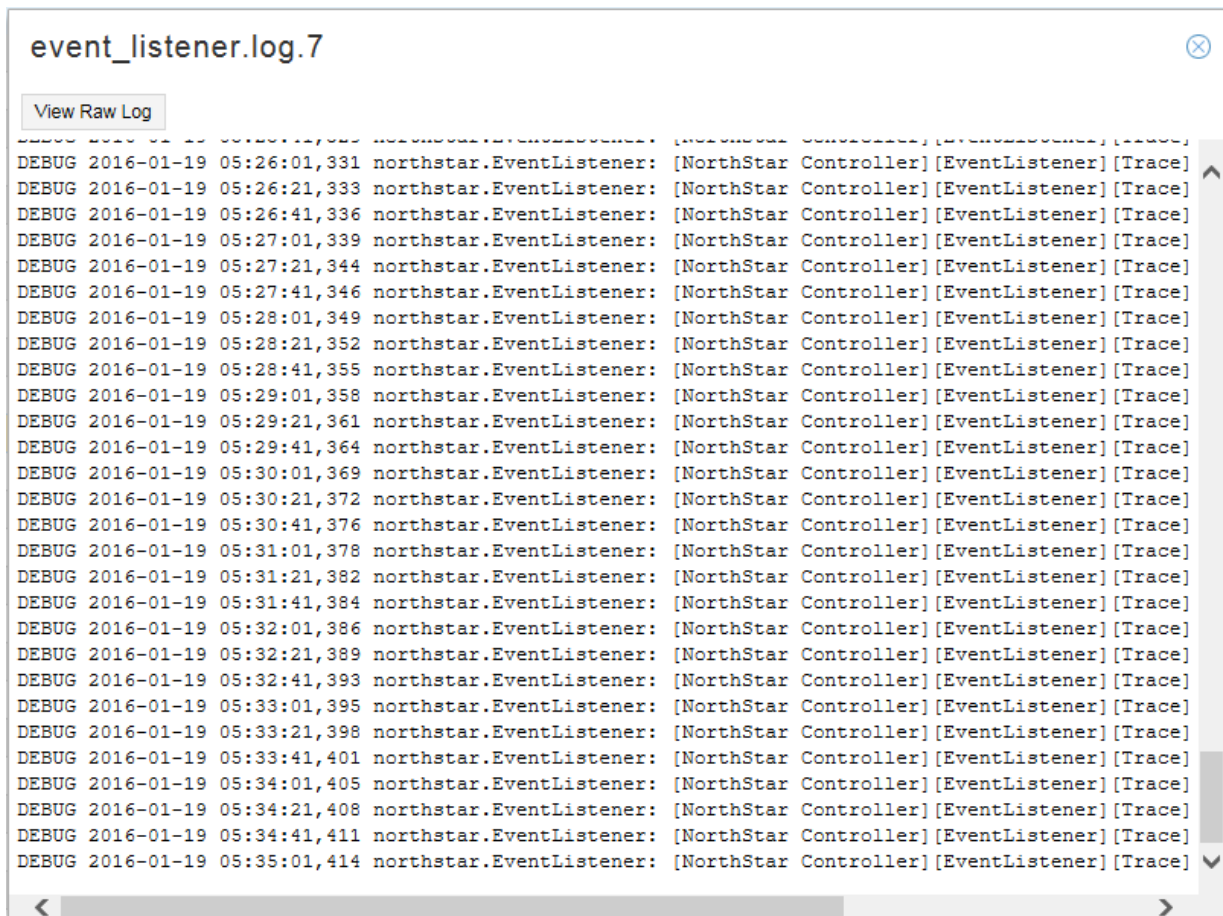 event_listener.log.7
View Raw Log
DEBUG 2016-01-19 05:26:01,331 northstar.EventListener: [NorthStar Controller][EventListener][Trace]
DEBUG 2016-01-19 05:26:21,333 northstar.EventListener: [NorthStar Controller][EventListener][Trace]
DEBUG 2016-01-19 05:26:41,336 northstar.EventListener: [NorthStar Controller][EventListener][Trace]
DEBUG 2016-01-19 05:27:01,339 northstar.EventListener: [NorthStar Controller][EventListener][Trace]
DEBUG 2016-01-19 05:27:21,344 northstar.EventListener: [NorthStar Controller][EventListener][Trace]
DEBUG 2016-01-19 05:27:41,346 northstar.EventListener: [NorthStar Controller][EventListener][Trace]
DEBUG 2016-01-19 05:28:01,349 northstar.EventListener: [NorthStar Controller][EventListener][Trace]
DEBUG 2016-01-19 05:28:21,352 northstar.EventListener: [NorthStar Controller][EventListener][Trace]
DEBUG 2016-01-19 05:28:41,355 northstar.EventListener: [NorthStar Controller][EventListener][Trace]
DEBUG 2016-01-19 05:29:01,358 northstar.EventListener: [NorthStar Controller][EventListener][Trace]
DEBUG 2016-01-19 05:29:21,361 northstar.EventListener: [NorthStar Controller][EventListener][Trace]
DEBUG 2016-01-19 05:29:41,364 northstar.EventListener: [NorthStar Controller][EventListener][Trace]
DEBUG 2016-01-19 05:30:01,369 northstar.EventListener: [NorthStar Controller][EventListener][Trace]
DEBUG 2016-01-19 05:30:21,372 northstar.EventListener: [NorthStar Controller][EventListener][Trace]
DEBUG 2016-01-19 05:30:41,376 northstar.EventListener: [NorthStar Controller][EventListener][Trace]
DEBUG 2016-01-19 05:31:01,378 northstar.EventListener: [NorthStar Controller][EventListener][Trace]
DEBUG 2016-01-19 05:31:21,382 northstar.EventListener: [NorthStar Controller][EventListener][Trace]
DEBUG 2016-01-19 05:31:41,384 northstar.EventListener: [NorthStar Controller][EventListener][Trace]
DEBUG 2016-01-19 05:32:01,386 northstar.EventListener: [NorthStar Controller][EventListener][Trace]
DEBUG 2016-01-19 05:32:21,389 northstar.EventListener: [NorthStar Controller][EventListener][Trace]
DEBUG 2016-01-19 05:32:41,393 northstar.EventListener: [NorthStar Controller][EventListener][Trace]
DEBUG 2016-01-19 05:33:01,395 northstar.EventListener: [NorthStar Controller][EventListener][Trace]
DEBUG 2016-01-19 05:33:21,398 northstar.EventListener: [NorthStar Controller][EventListener][Trace]
DEBUG 2016-01-19 05:33:41,401 northstar.EventListener: [NorthStar Controller][EventListener][Trace]
DEBUG 2016-01-19 05:34:01,405 northstar.EventListener: [NorthStar Controller][EventListener][Trace]
DEBUG 2016-01-19 05:34:21,408 northstar.EventListener: [NorthStar Controller][EventListener][Trace]
DEBUG 2016-01-19 05:34:41,411 northstar.EventListener: [NorthStar Controller][EventListener][Trace]
DEBUG 2016-01-19 05:35:01,414 northstar.EventListener: [NorthStar Controller][EventListener][Trace]